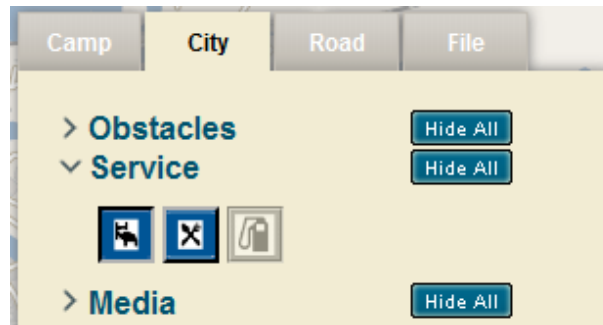 Camp City Road File
Obstacles Hide All
Service Hide All
Media Hide All